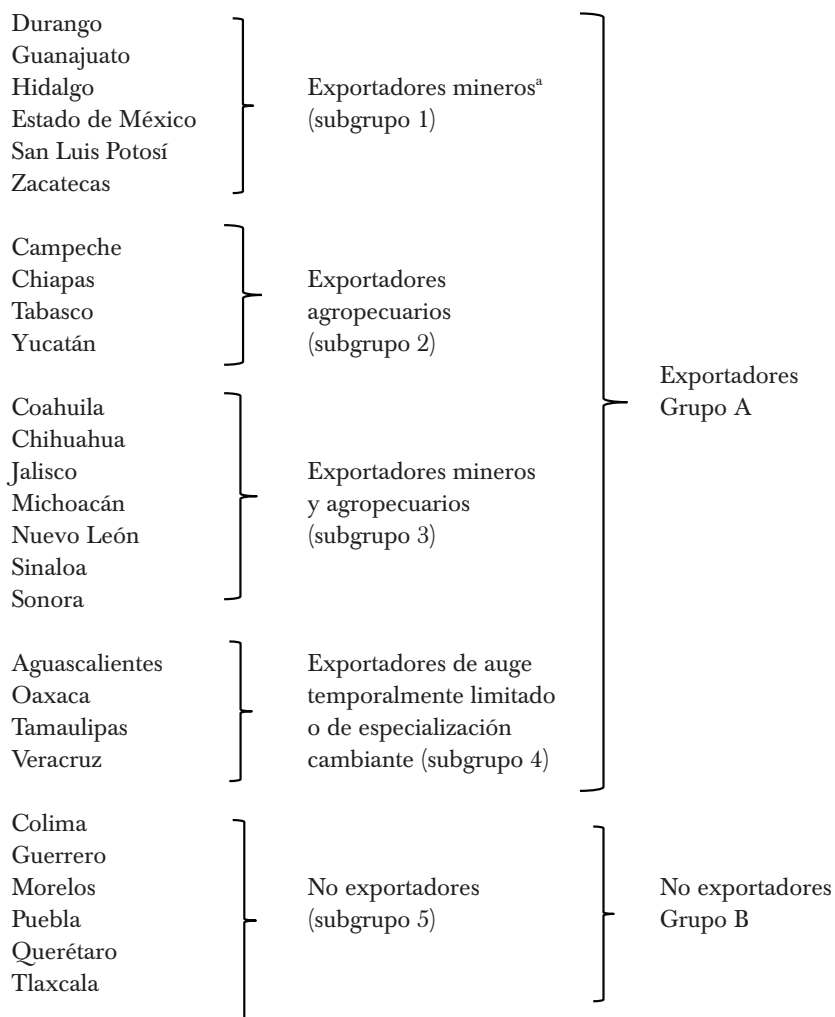 Durango
Guanajuato
Hidalgo
Estado de México
San Luis Potosí
Zacatecas
Exportadores minerosᵃ
(subgrupo 1)
Campeche
Chiapas
Tabasco
Yucatán
Exportadores
agropecuarios
(subgrupo 2)
Coahuila
Chihuahua
Jalisco
Michoacán
Nuevo León
Sinaloa
Sonora
Exportadores mineros
y agropecuarios
(subgrupo 3)
Aguascalientes
Oaxaca
Tamaulipas
Veracruz
Exportadores de auge
temporalmente limitado
o de especialización
cambiante (subgrupo 4)
Exportadores
Grupo A
Colima
Guerrero
Morelos
Puebla
Querétaro
Tlaxcala
No exportadores
(subgrupo 5)
No exportadores
Grupo B